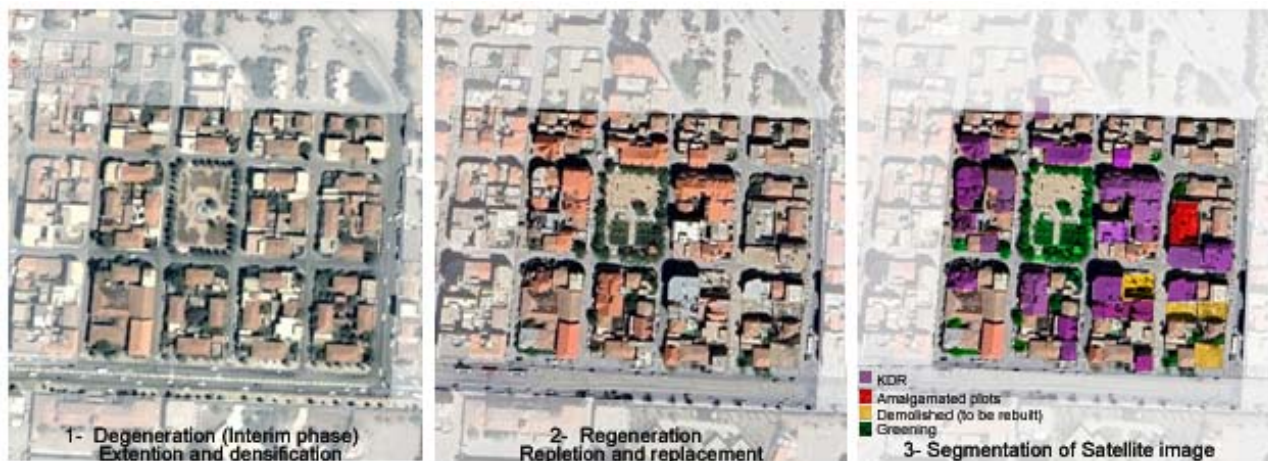 1- Degeneration (Interim phase)
Extention and densification
2- Regeneration
Repletion and replacement
KDR
Amalgamated plots
Demolished (to be rebuilt)
Greening
3- Segmentation of Satellite image